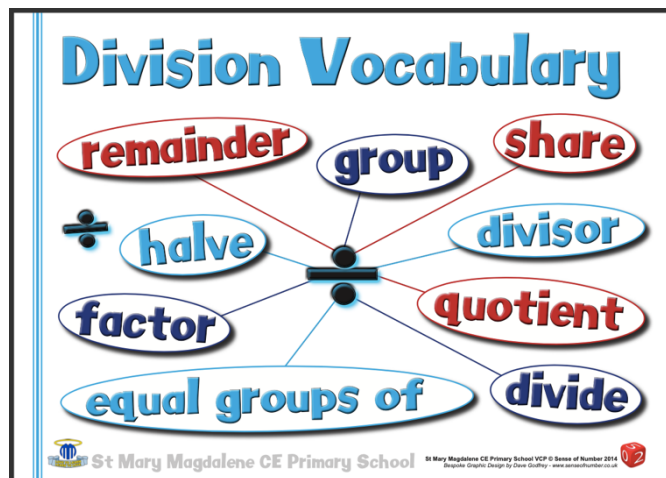 Division Vocabulary
remainder
group
share
halve
divisor
factor
quotient
equal groups of
divide
St Mary Magdalene CE Primary School
St Mary Magdalene CE Primary School VCP © Sense of Number 2014
Bespoke Graphic Design by Dave Godfrey - www.senseofnumber.co.uk